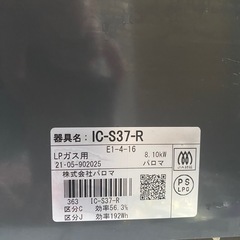 器具名：IC-S37-R
E1-4-16
LPガス用 8.10kW
21・05-902025 パロマ
株式会社パロマ
PS
LPG
363 IC-S37-R
区分C 効率56.3%
区分J 効率192Wh